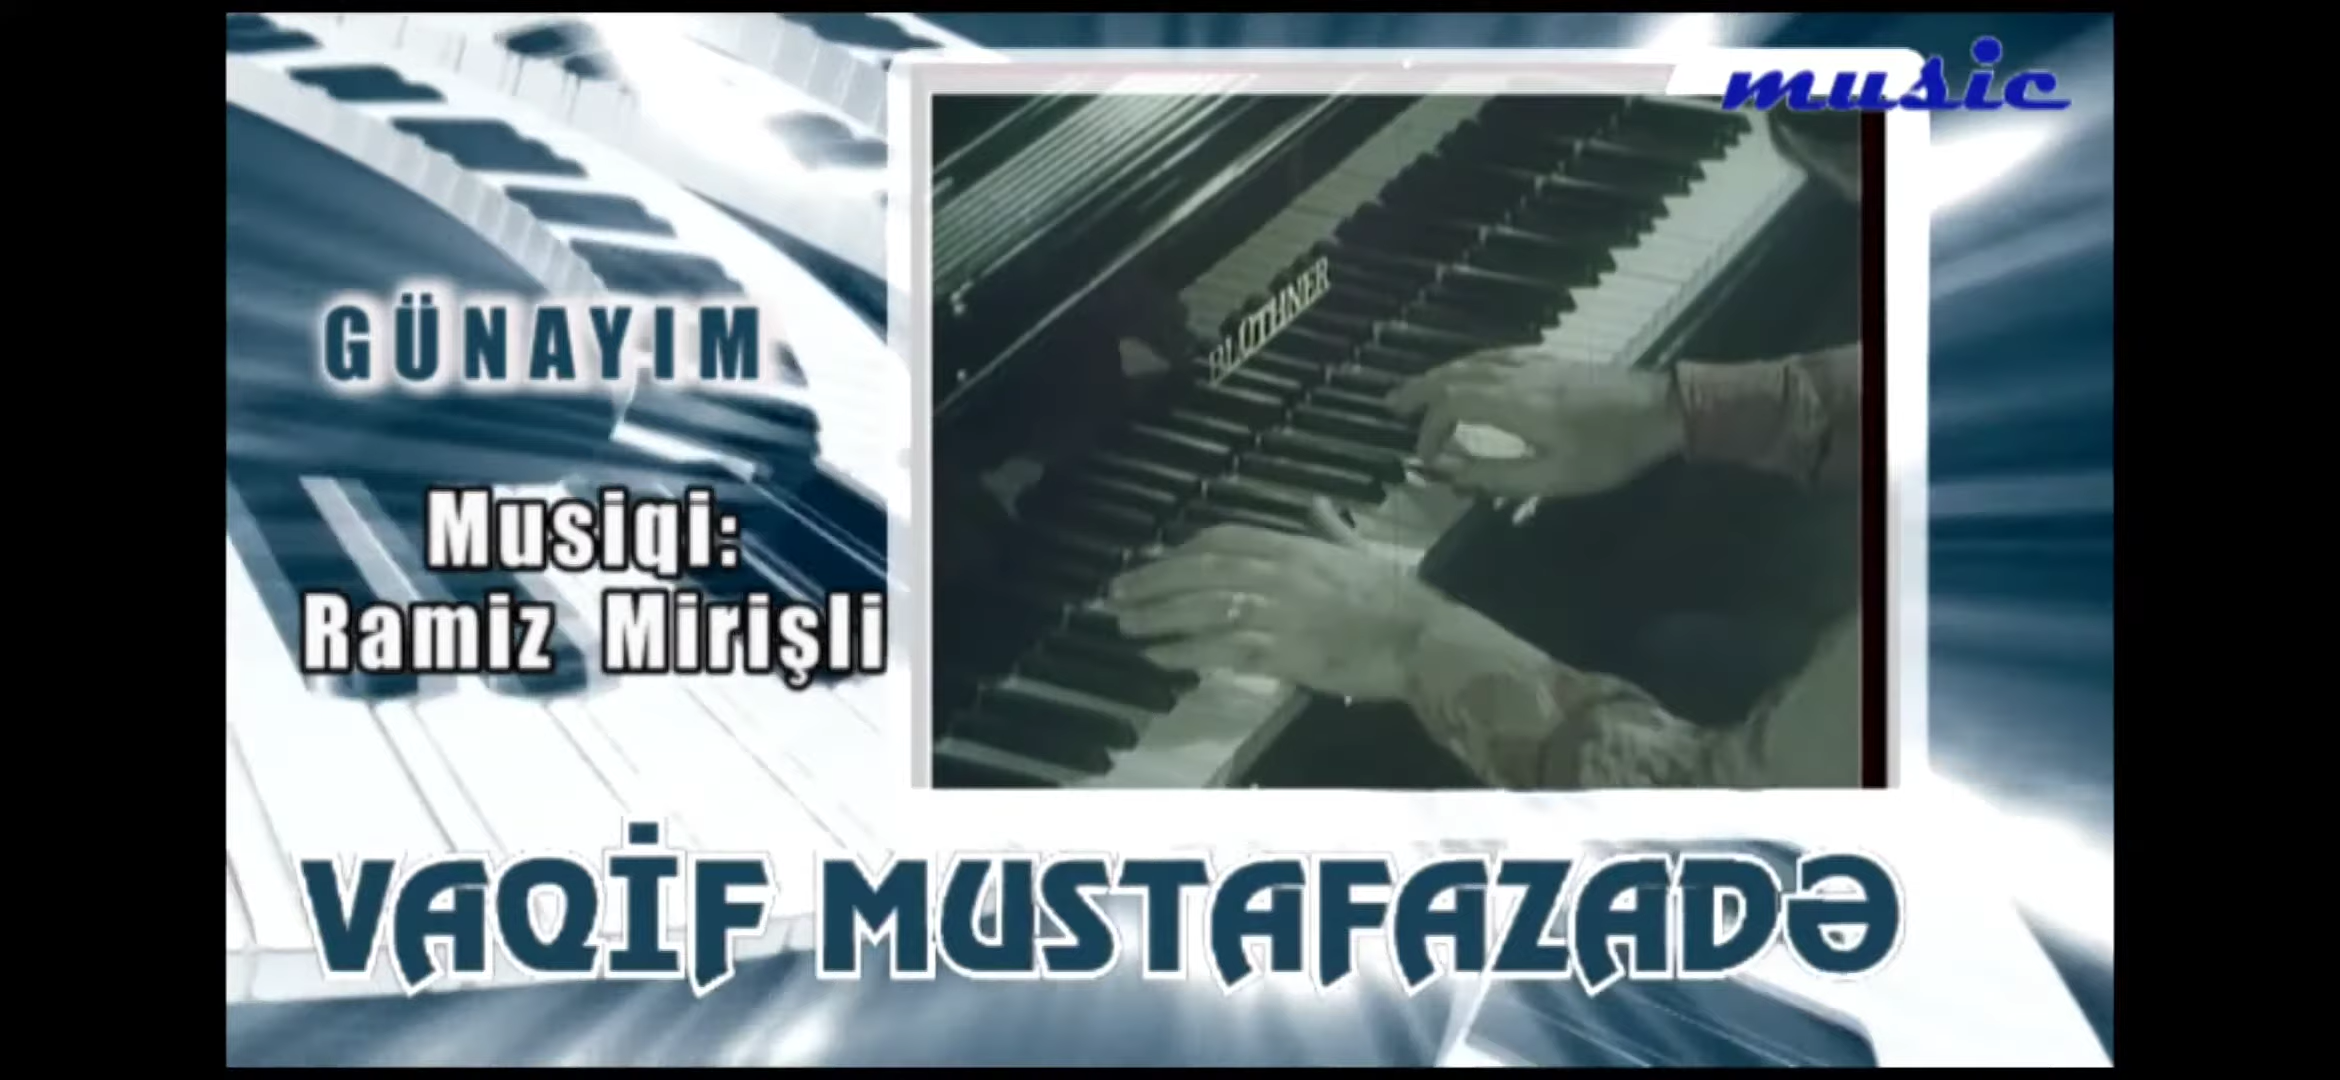 music
BLÜTHNER
GÜNAYIM
Musiqi:
Ramiz Mirişli
VAQİF MUSTAFAZADƏ